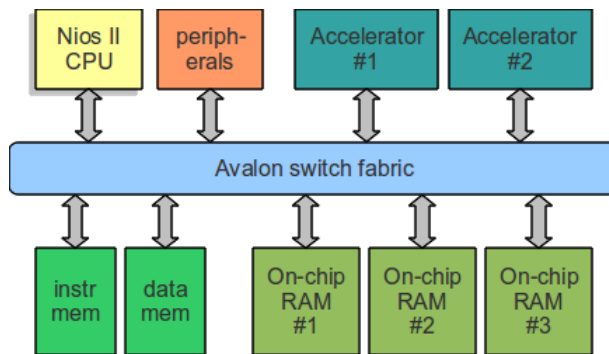 Nios II
CPU
periph-
erals
Accelerator
#1
Accelerator
#2
Avalon switch fabric
instr
mem
data
mem
On-chip
RAM
#1
On-chip
RAM
#2
On-chip
RAM
#3